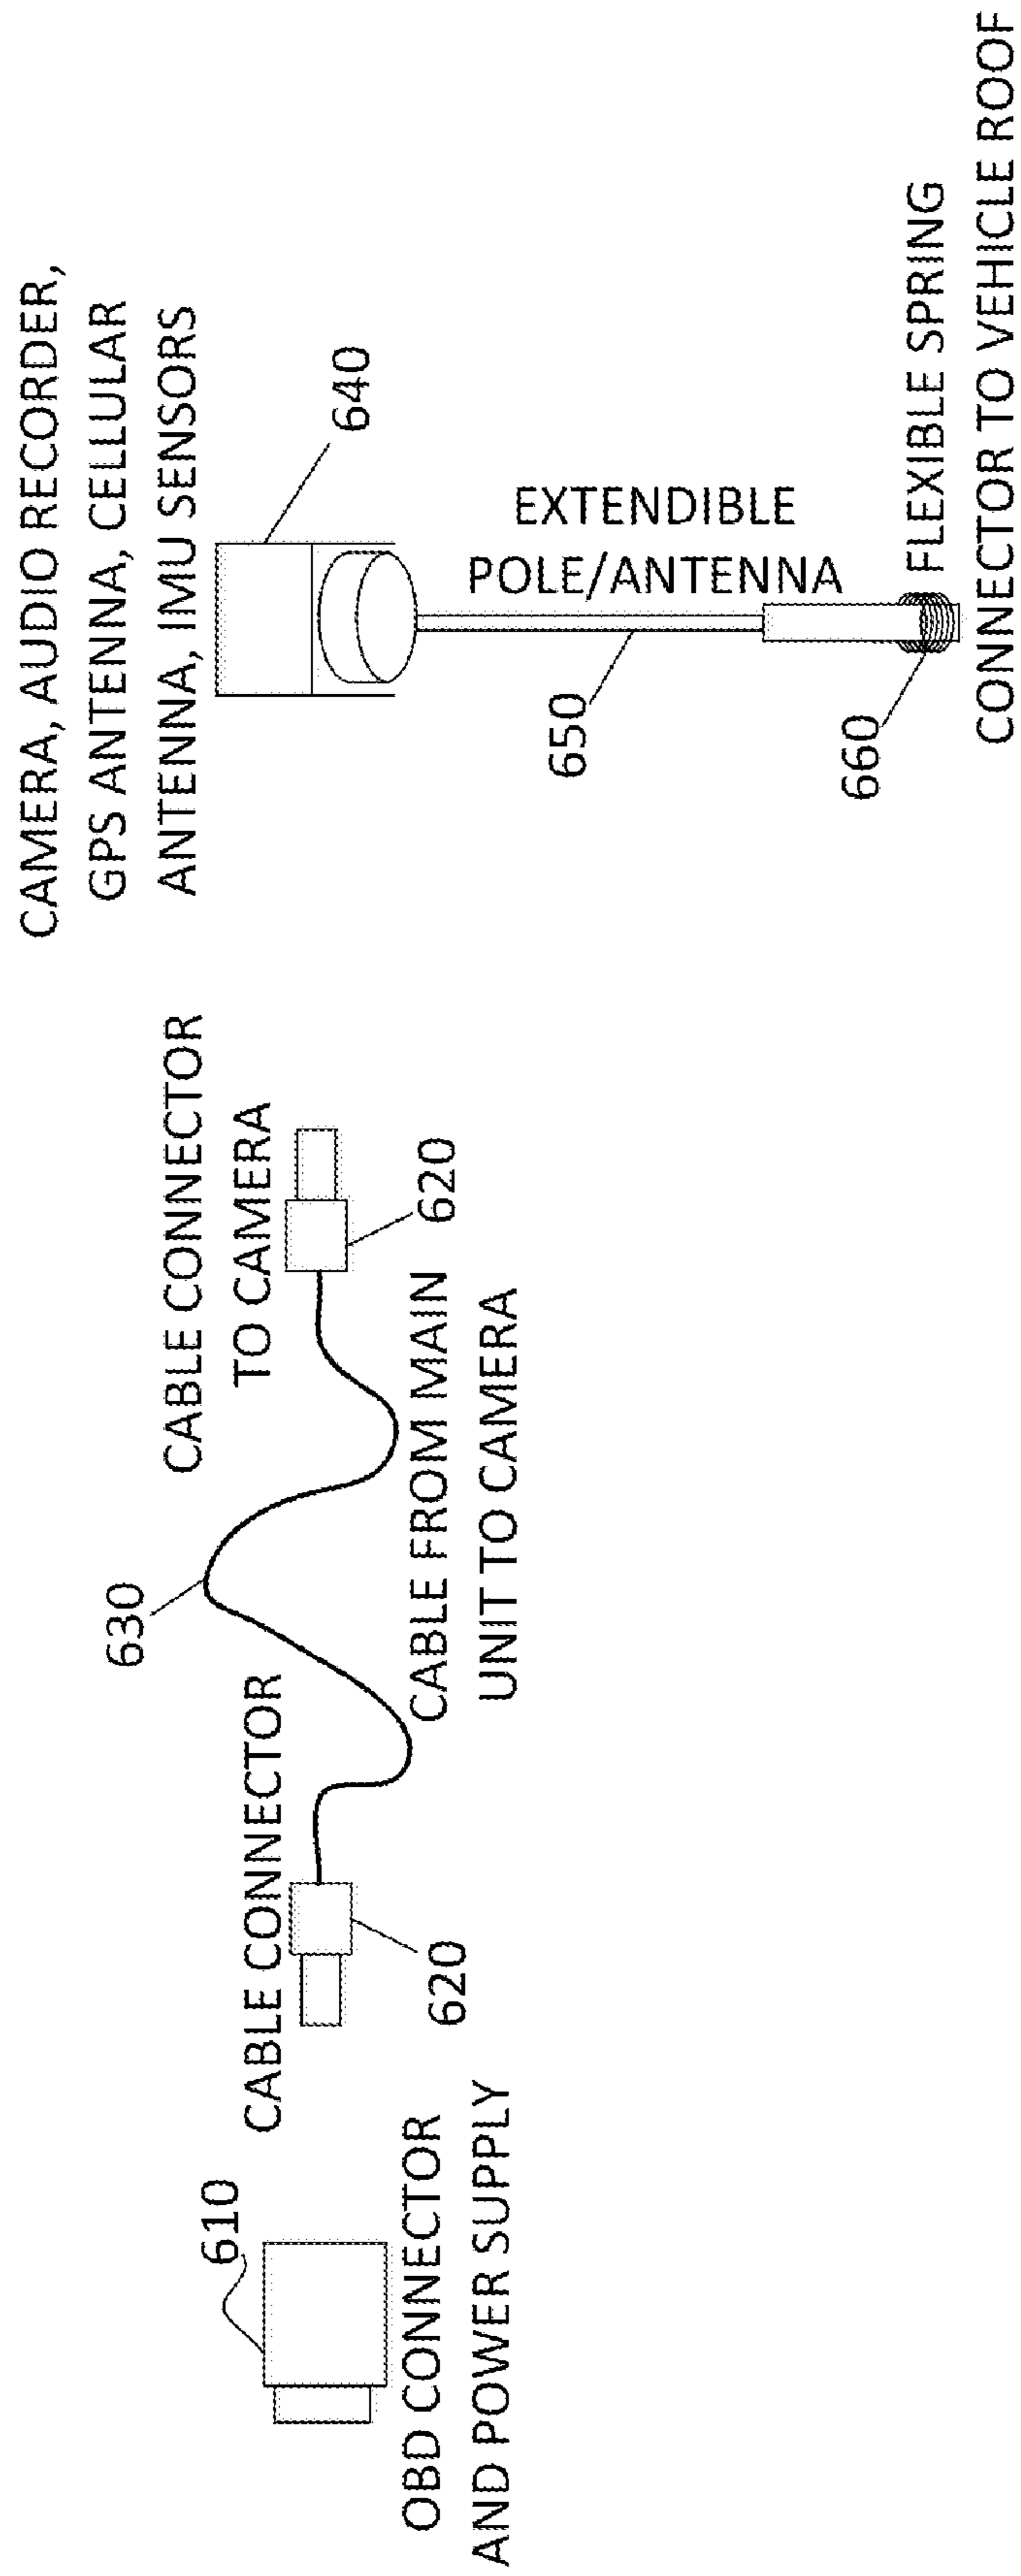 610
OBD CONNECTOR
AND POWER SUPPLY
CABLE CONNECTOR
620
630
CABLE FROM MAIN
UNIT TO CAMERA
CABLE CONNECTOR
TO CAMERA
620
CAMERA, AUDIO RECORDER,
GPS ANTENNA, CELLULAR
ANTENNA, IMU SENSORS
640
EXTENDIBLE
POLE/ANTENNA
650
660
FLEXIBLE SPRING
CONNECTOR TO VEHICLE ROOF